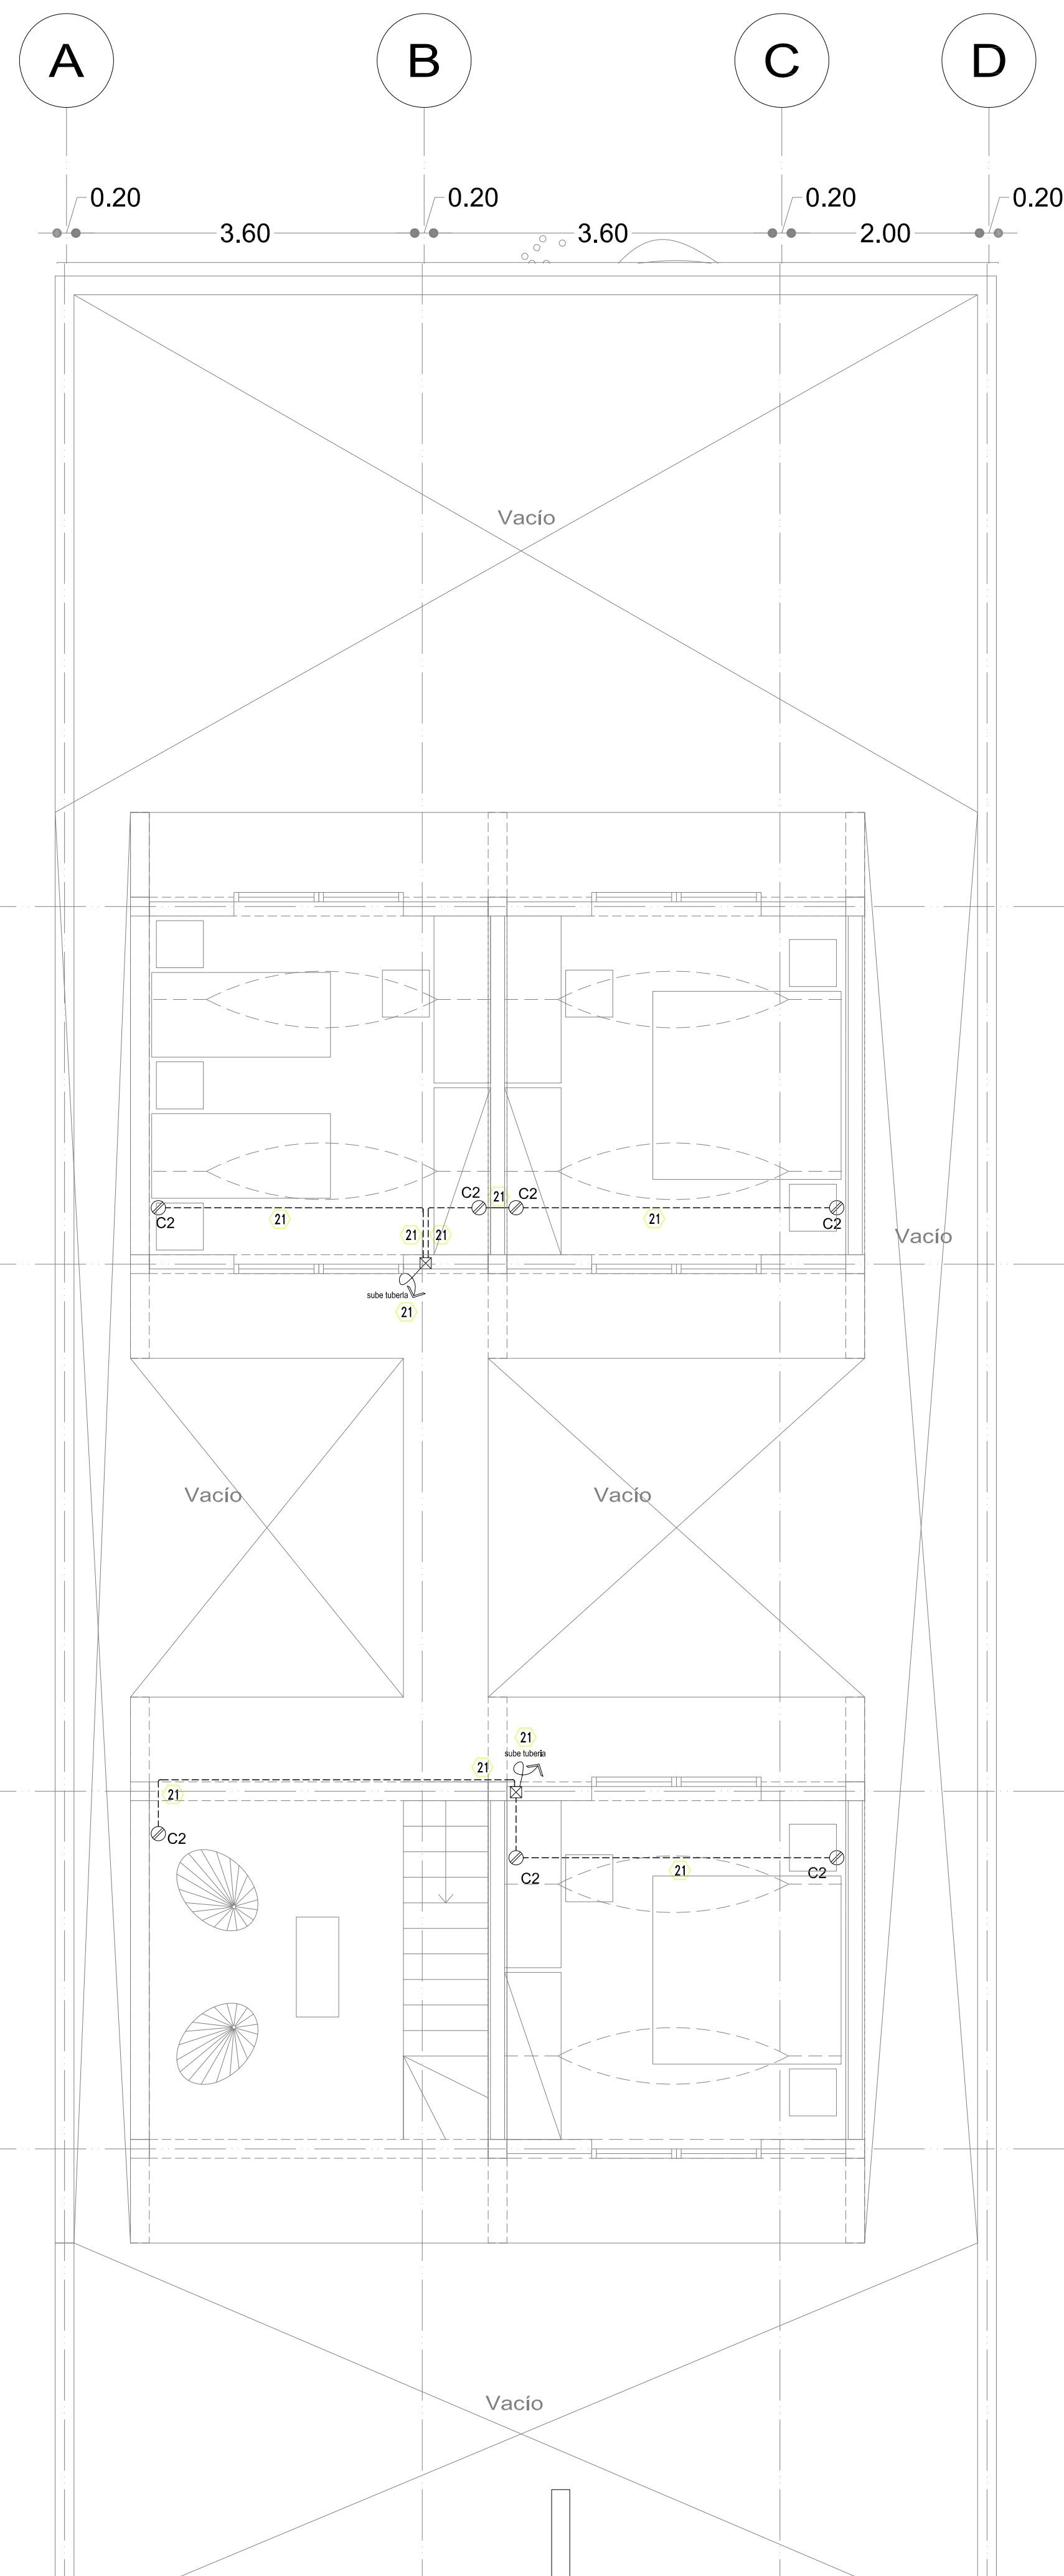 A B C D
0.20 0.20 0.20 0.20
3.60 3.60 2.00
Vacío
C2 21 C2
C2 21 21 C2
21 21 Vacío
sube tubería
21
Vacío Vacío
21
21 sube tubería
21
C2 21 C2
C2
Vacío